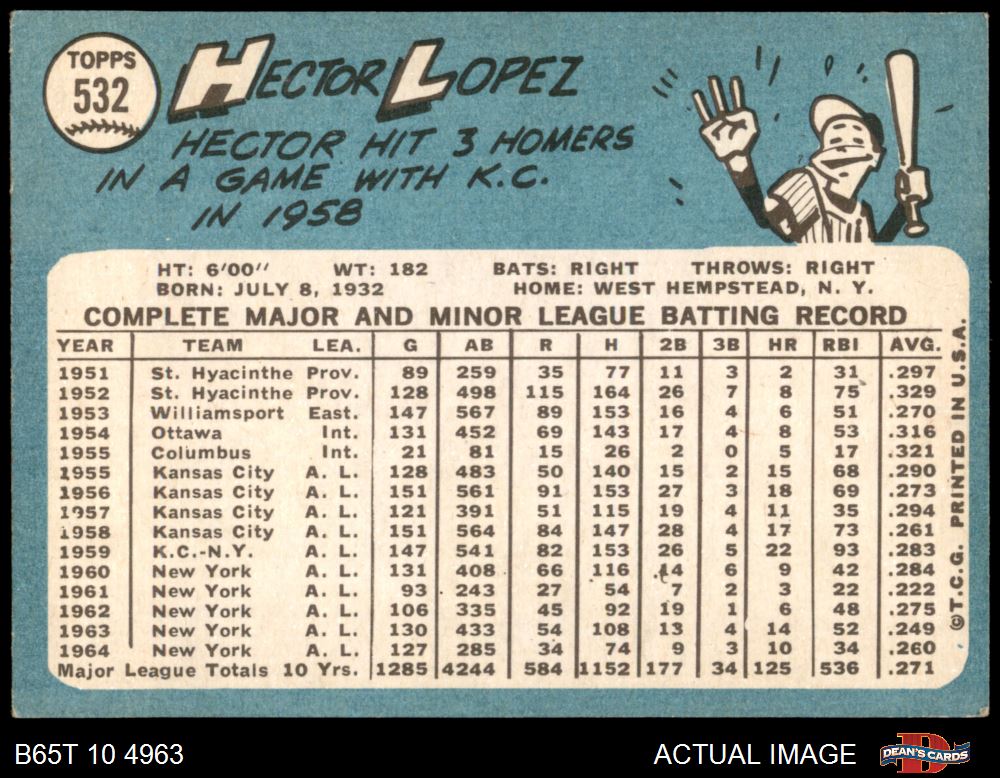 TOPPS
532
HECTOR LOPEZ
HECTOR HIT 3 HOMERS
IN A GAME WITH K.C.
IN 1958
HT: 6'00" WT: 182 BATS: RIGHT THROWS: RIGHT
BORN: JULY 8, 1932 HOME: WEST HEMPSTEAD, N. Y.
COMPLETE MAJOR AND MINOR LEAGUE BATTING RECORD
YEAR TEAM LEA. G AB R H 2B 3B HR RBI AVG.
1951 St. Hyacinthe Prov. 89 259 35 77 11 3 2 31 .297
1952 St. Hyacinthe Prov. 128 498 115 164 26 7 8 75 .329
1953 Williamsport East. 147 567 89 153 16 4 6 51 .270
1954 Ottawa Int. 131 452 69 143 17 4 8 53 .316
1955 Columbus Int. 21 81 15 26 2 0 5 17 .321
1955 Kansas City A. L. 128 483 50 140 15 2 15 68 .290
1956 Kansas City A. L. 151 561 91 153 27 3 18 69 .273
1957 Kansas City A. L. 121 391 51 115 19 4 11 35 .294
1958 Kansas City A. L. 151 564 84 147 28 4 17 73 .261
1959 K.C.-N.Y. A. L. 147 541 82 153 26 5 22 93 .283
1960 New York A. L. 131 408 66 116 14 6 9 42 .284
1961 New York A. L. 93 243 27 54 7 2 3 22 .222
1962 New York A. L. 106 335 45 92 19 1 6 48 .275
1963 New York A. L. 130 433 54 108 13 4 14 52 .249
1964 New York A. L. 127 285 34 74 9 3 10 34 .260
Major League Totals 10 Yrs. 1285 4244 584 1152 177 34 125 536 .271
©T.C.G. PRINTED IN U.S.A.
B65T 10 4963 ACTUAL IMAGE DEAN'S CARDS